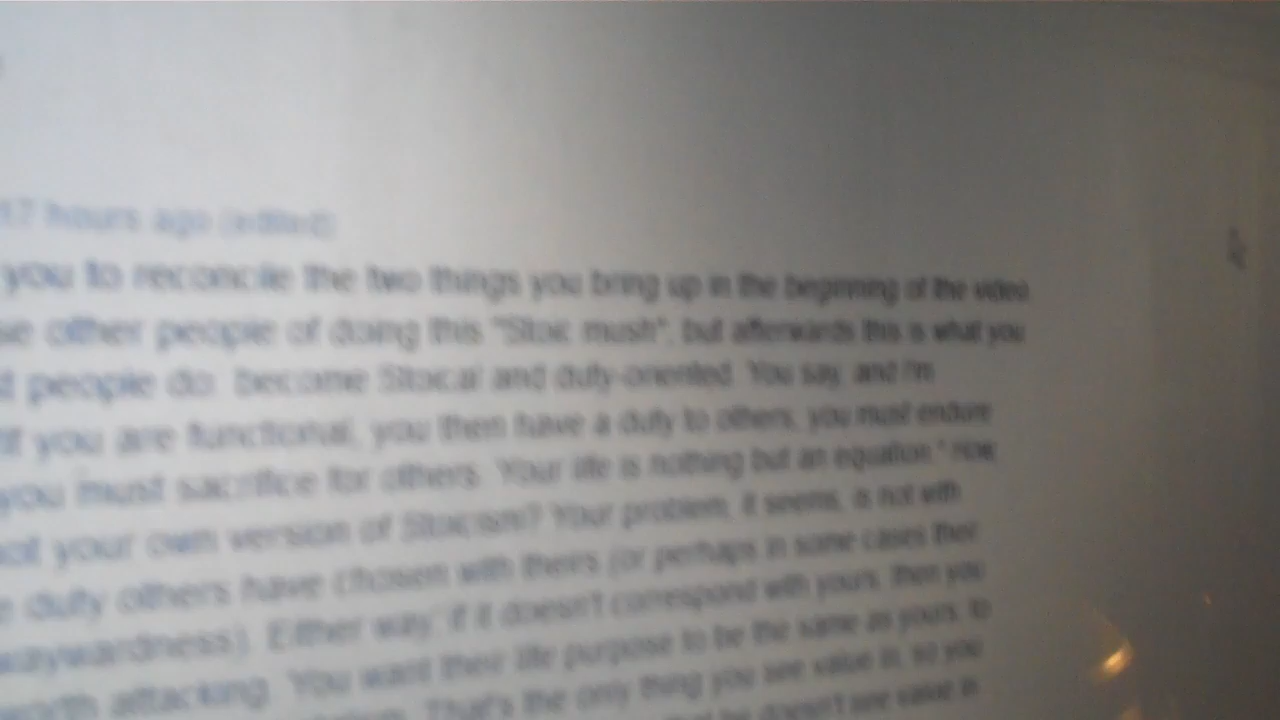 17 hours ago (edited)
you to reconcile the two things you bring up in the beginning of the video
other people of doing this "Stoic mush", but afterwards this is what you
people do: become Stoical and duty-oriented. You say, and I'm
if you are functional, you then have a duty to others, you must endure
you must sacrifice for others. Your life is nothing but an equation." How
your own version of Stoicism? Your problem, it seems, is not with
duty others have chosen with theirs (or perhaps in some cases their
waywardness). Either way, if it doesn't correspond with yours, then you
attacking. You want their life purpose to be the same as yours, to
That's the only thing you see value in, so you
doesn't see value in